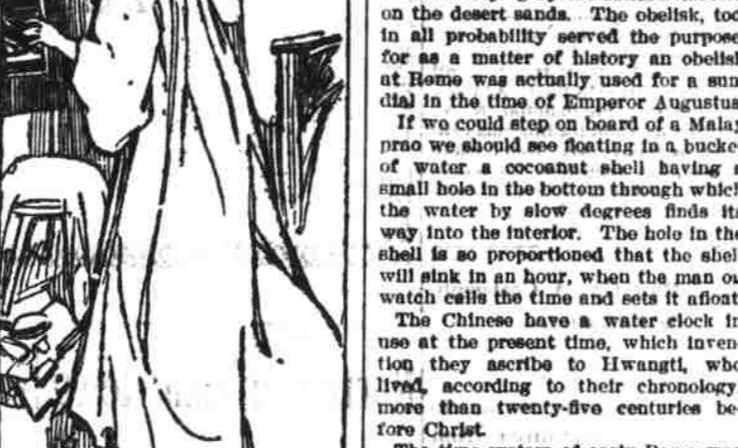 on the desert sands. The obelisk, too
in all probability served the purpose
for as a matter of history an obelis
at Rome was actually used for a sun
dial in the time of Emperor Augustus
If we could step on board of a Malay
prao we should see floating in a bucke
of water a cocoanut shell having
small hole in the bottom through whic
the water by slow degrees finds its
way into the interior. The hole in the
shell is so proportioned that the shel
will sink in an hour, when the man o
watch calls the time and sets it afloat
The Chinese have a water clock in
use at the present time, which inven-
tion they ascribe to Hwangti, who
lived, according to their chronology,
more than twenty-five centuries be-
fore Christ.